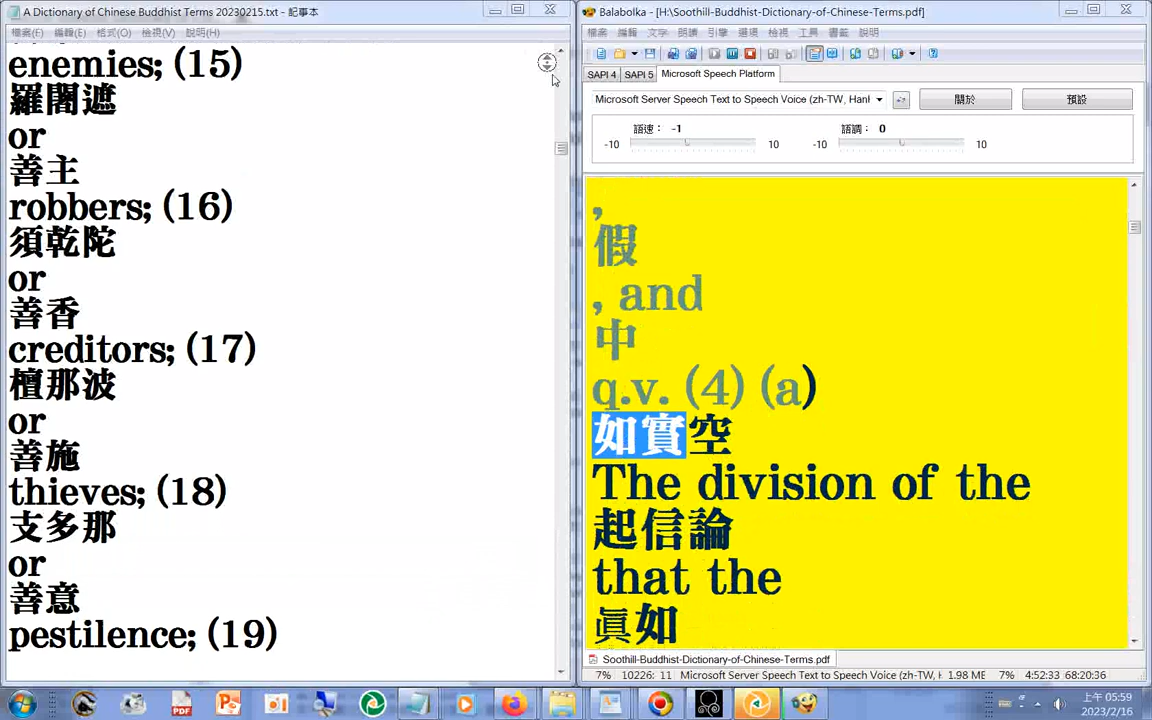 A Dictionary of Chinese Buddhist Terms 20230215.txt - 記事本
檔案(F) 編輯(E) 格式(O) 檢視(V) 說明(H)
enemies; (15)
羅闍遮
or
善主
robbers; (16)
須乾陀
or
善香
creditors; (17)
檀那波
or
善施
thieves; (18)
支多那
or
善意
pestilence; (19)
Balabolka - [H:\Soothill-Buddhist-Dictionary-of-Chinese-Terms.pdf]
檔案 編輯 文字 朗讀 引擎 選項 檢視 工具 書籤 說明
SAPI 4 SAPI 5 Microsoft Speech Platform
Microsoft Server Speech Text to Speech Voice (zh-TW, Han
關於
預設
語速： -1
語調： 0
-10 10 -10 10
,
假
, and
中
q.v. (4) (a)
如實空
The division of the
起信論
that the
眞如
Soothill-Buddhist-Dictionary-of-Chinese-Terms.pdf
7% 10226: 11 Microsoft Server Speech Text to Speech Voice (zh-TW, 1.98 ME 7% 4:52:33 68:20:36
上午 05:59
2023/2/16